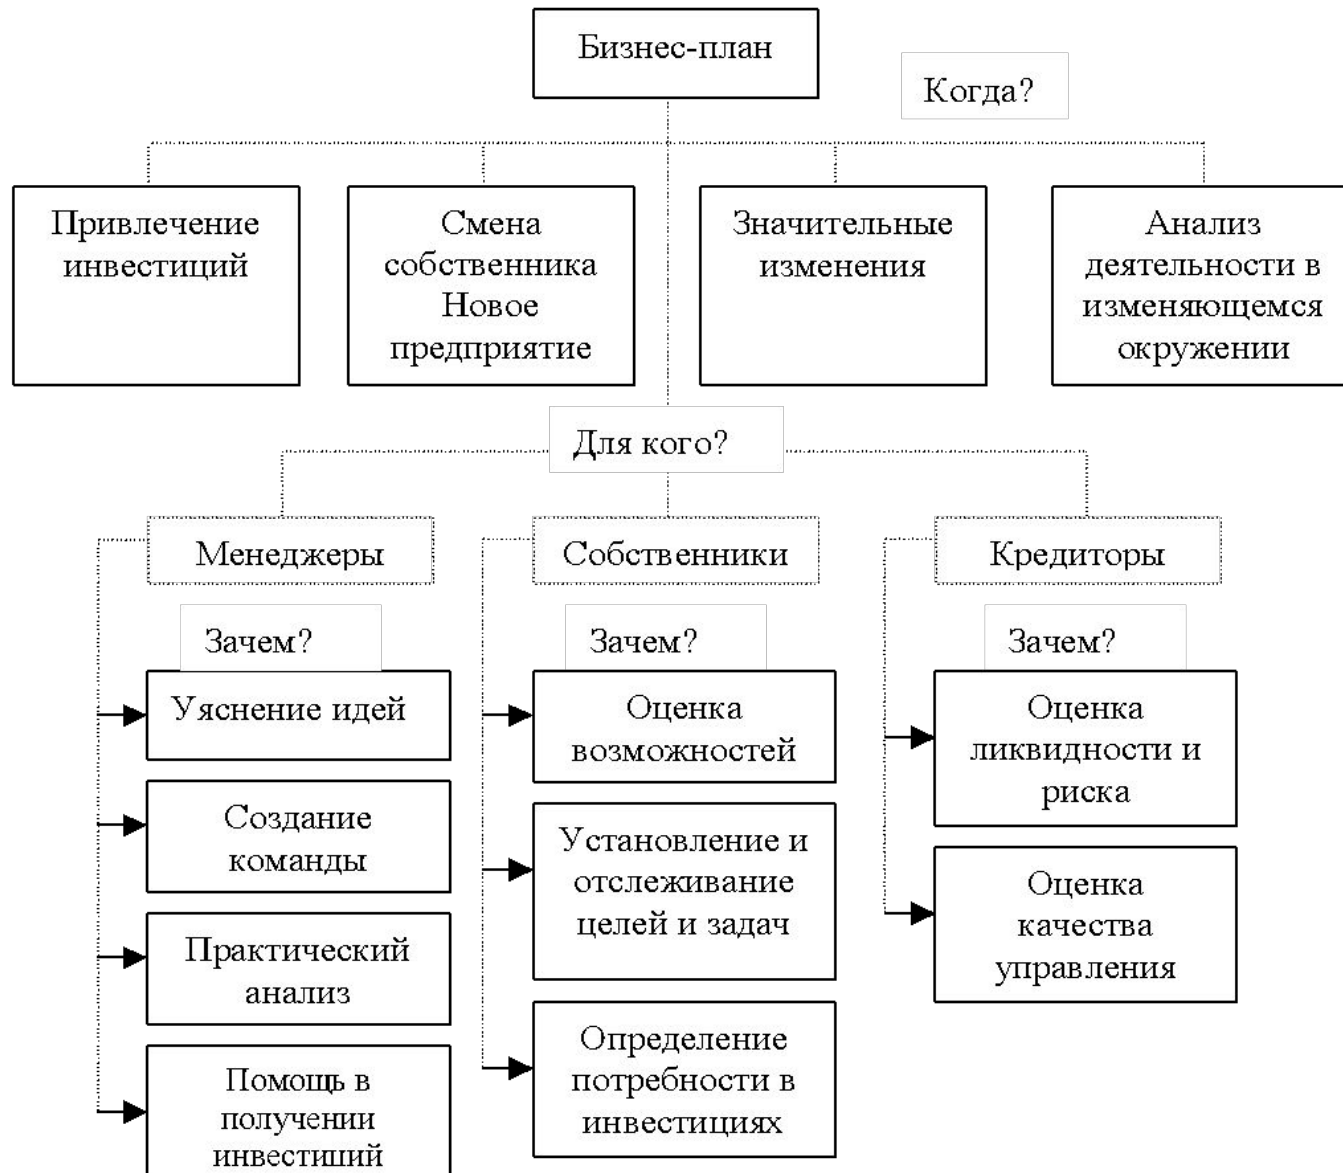 Бизнес-план
Когда?
Привлечение
инвестиций
Смена
собственника
Новое
предприятие
Значительные
изменения
Анализ
деятельности в
изменяющемся
окружении
Для кого?
Менеджеры
Собственники
Кредиторы
Зачем?
Уяснение идей
Создание
команды
Практический
анализ
Помощь в
получении
инвестиций
Зачем?
Оценка
возможностей
Установление и
отслеживание
целей и задач
Определение
потребности в
инвестициях
Зачем?
Оценка
ликвидности и
риска
Оценка
качества
управления